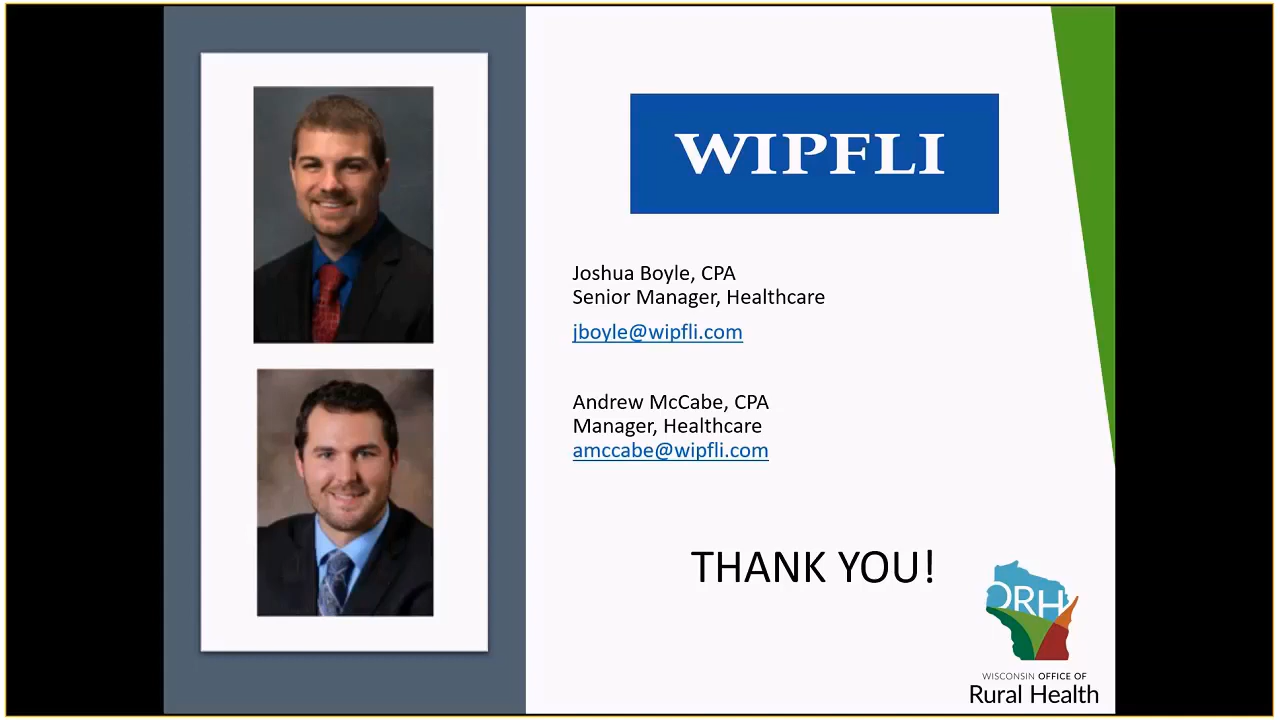 WIPFLI
Joshua Boyle, CPA
Senior Manager, Healthcare
jboyle@wipfli.com
Andrew McCabe, CPA
Manager, Healthcare
amccabe@wipfli.com
THANK YOU!
ORH
WISCONSIN OFFICE OF
Rural Health